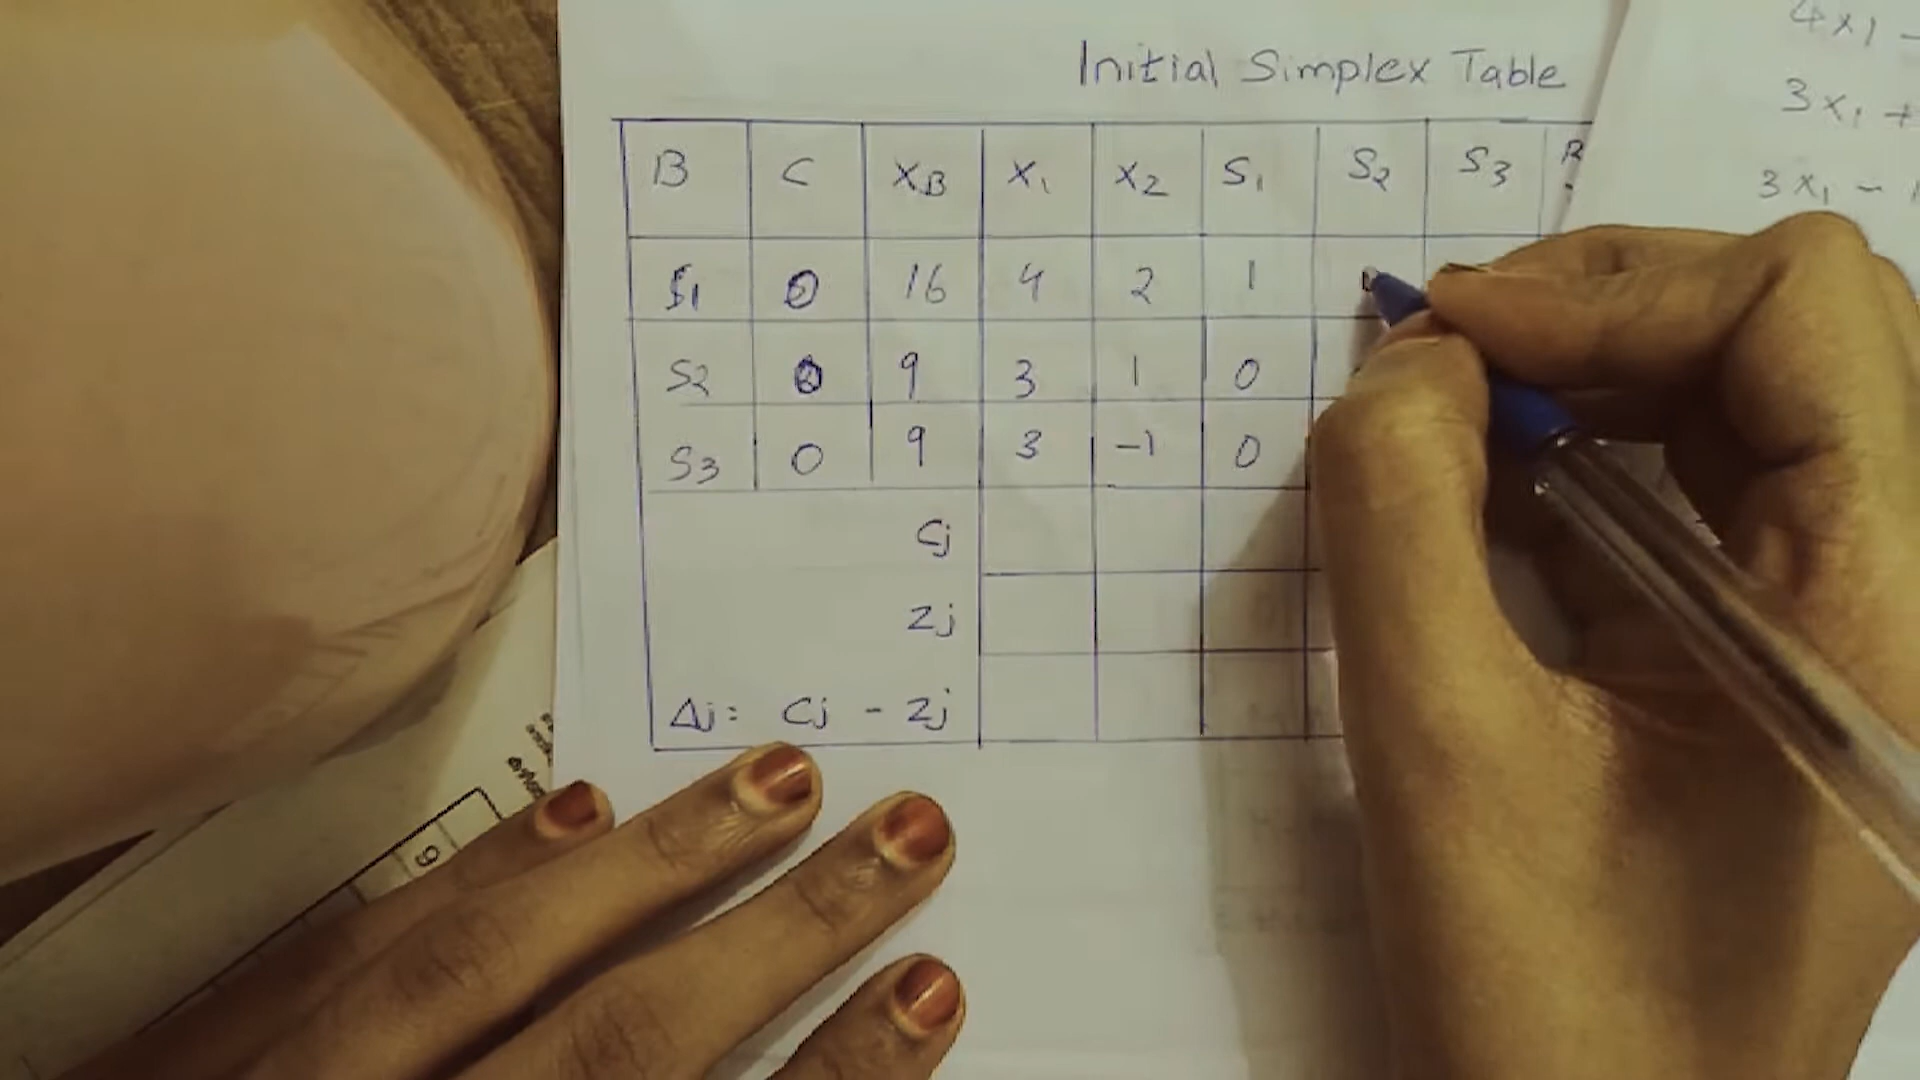 Initial Simplex Table
B C XB X1 X2 S1 S2 S3
S1 0 16 4 2 1
S2 0 9 3 1 0
S3 0 9 3 -1 0
Cj
Zj
Δj = Cj - Zj
4x1 -
3x1 +
3x1 -
6